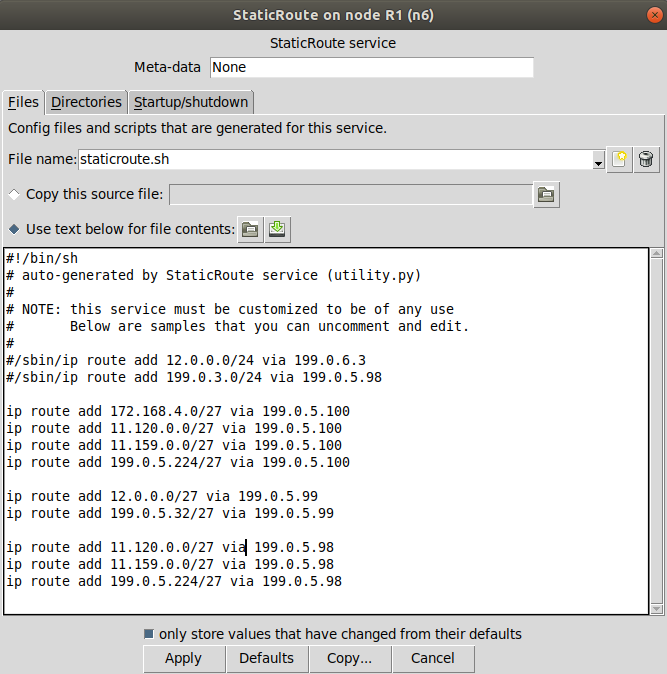 StaticRoute on node R1 (n6)
StaticRoute service
Meta-data None
Files Directories Startup/shutdown
Config files and scripts that are generated for this service.
File name: staticroute.sh
Copy this source file:
Use text below for file contents:
#!/bin/sh
# auto-generated by StaticRoute service (utility.py)
#
# NOTE: this service must be customized to be of any use
#       Below are samples that you can uncomment and edit.
#
#/sbin/ip route add 12.0.0.0/24 via 199.0.6.3
#/sbin/ip route add 199.0.3.0/24 via 199.0.5.98
ip route add 172.168.4.0/27 via 199.0.5.100
ip route add 11.120.0.0/27 via 199.0.5.100
ip route add 11.159.0.0/27 via 199.0.5.100
ip route add 199.0.5.224/27 via 199.0.5.100
ip route add 12.0.0.0/27 via 199.0.5.99
ip route add 199.0.5.32/27 via 199.0.5.99
ip route add 11.120.0.0/27 via 199.0.5.98
ip route add 11.159.0.0/27 via 199.0.5.98
ip route add 199.0.5.224/27 via 199.0.5.98
only store values that have changed from their defaults
Apply Defaults Copy... Cancel